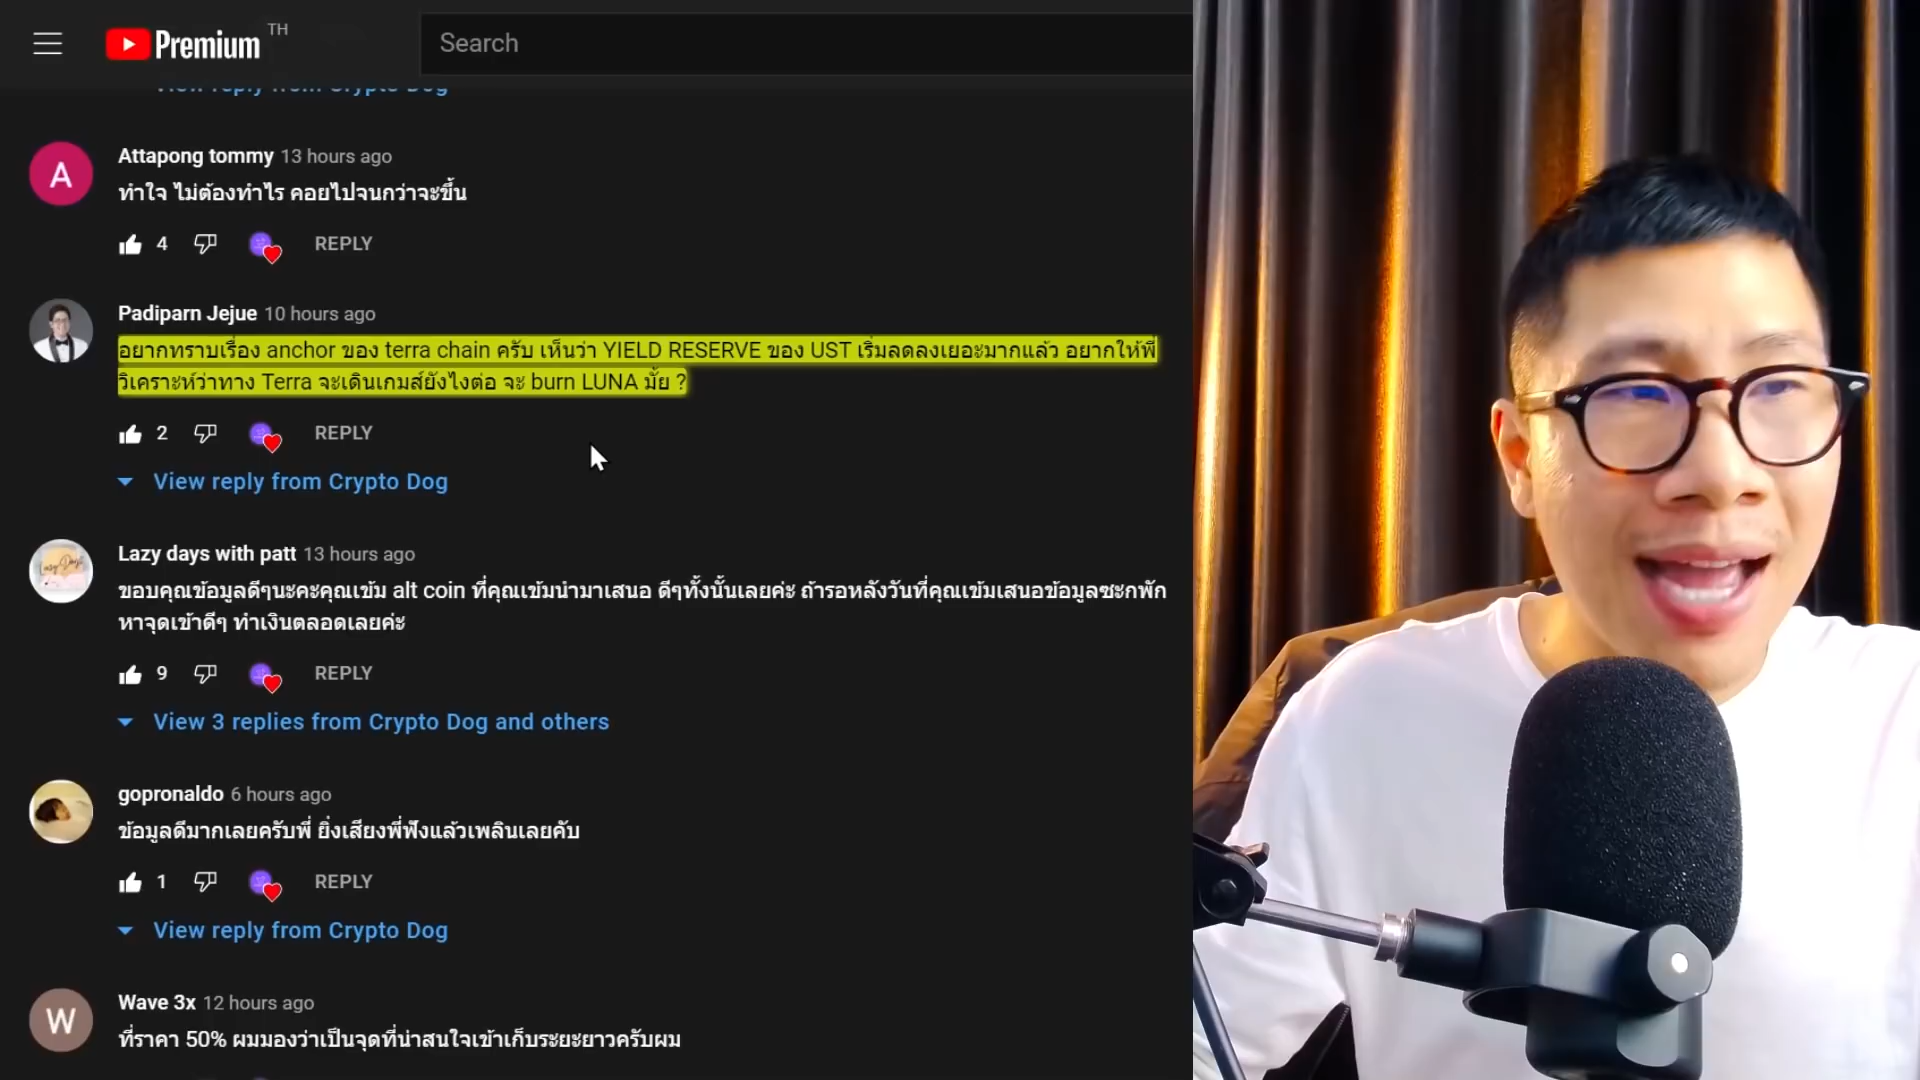 Premium TH
Search
View reply from Crypto Dog
A
Attapong tommy 13 hours ago
ทำใจ ไม่ต้องทำไร คอยไปจนกว่าจะขึ้น
4 REPLY
Padiparn Jejue 10 hours ago
อยากทราบเรื่อง anchor ของ terra chain ครับ เห็นว่า YIELD RESERVE ของ UST เริ่มลดลงเยอะมากแล้ว อยากให้พี่
วิเคราะห์ว่าทาง Terra จะเดินเกมส์ยังไงต่อ จะ burn LUNA มั้ย ?
2 REPLY
View reply from Crypto Dog
Lazy days with patt 13 hours ago
ขอบคุณข้อมูลดีๆนะคะคุณเข้ม alt coin ที่คุณเข้มนำมาเสนอ ดีๆทั้งนั้นเลยค่ะ ถ้ารอหลังวันที่คุณเข้มเสนอข้อมูลซะกพัก
หาจุดเข้าดีๆ ทำเงินตลอดเลยค่ะ
9 REPLY
View 3 replies from Crypto Dog and others
gopronaldo 6 hours ago
ข้อมูลดีมากเลยครับพี่ ยิ่งเสียงพี่ฟังแล้วเพลินเลยคับ
1 REPLY
View reply from Crypto Dog
W
Wave 3x 12 hours ago
ที่ราคา 50% ผมมองว่าเป็นจุดที่น่าสนใจเข้าเก็บระยะยาวครับผม